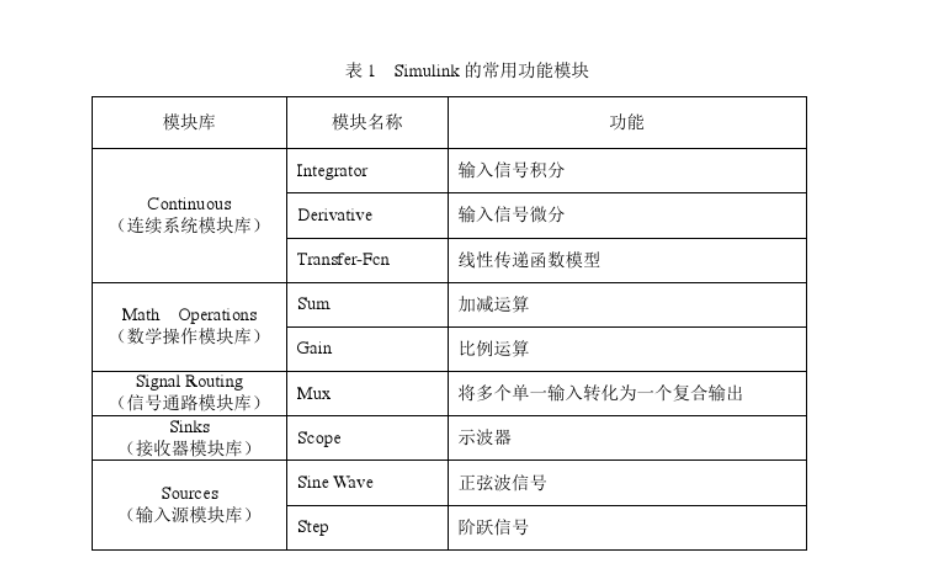 表 1 Simulink 的常用功能模块
模块库 模块名称 功能
Continuous
（连续系统模块库）
Integrator 输入信号积分
Derivative 输入信号微分
Transfer-Fcn 线性传递函数模型
Math Operations
（数学操作模块库）
Sum 加减运算
Gain 比例运算
Signal Routing
（信号通路模块库）
Mux 将多个单一输入转化为一个复合输出
Sinks
（接收器模块库）
Scope 示波器
Sources
（输入源模块库）
Sine Wave 正弦波信号
Step 阶跃信号